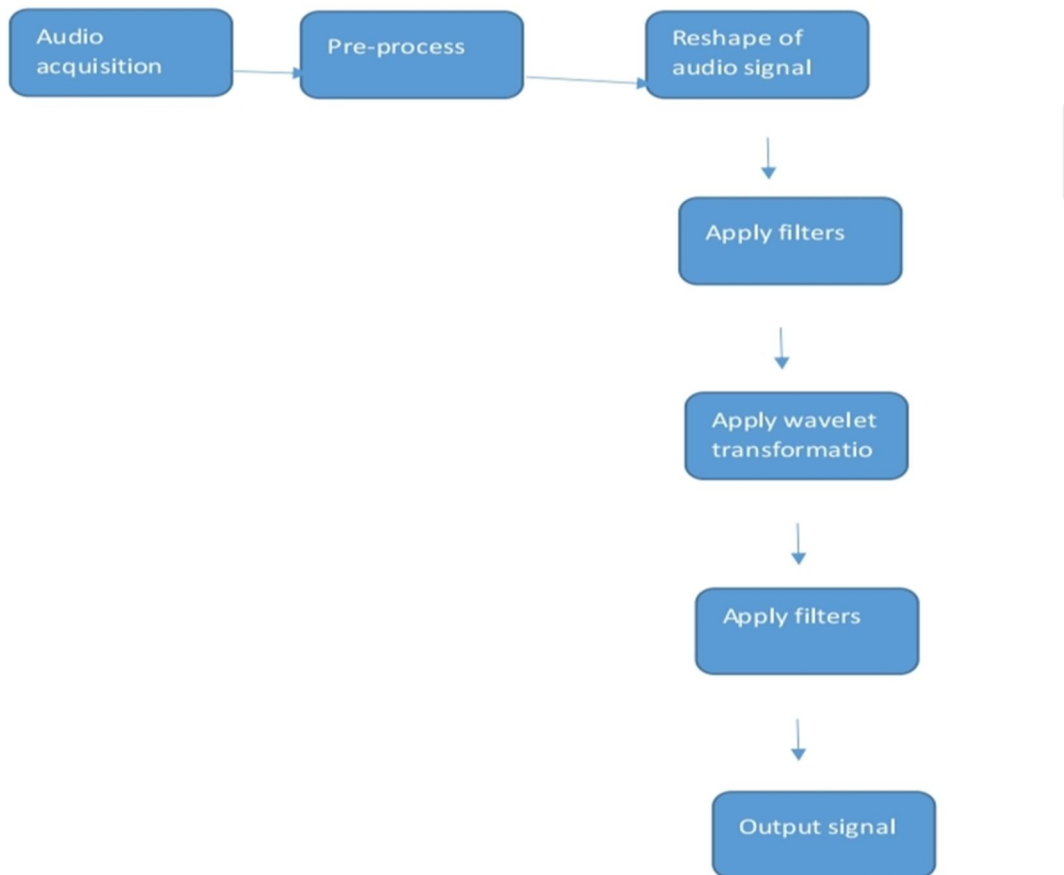 Audio
acquisition
Pre-process
Reshape of
audio signal
Apply filters
Apply wavelet
transformatio
Apply filters
Output signal